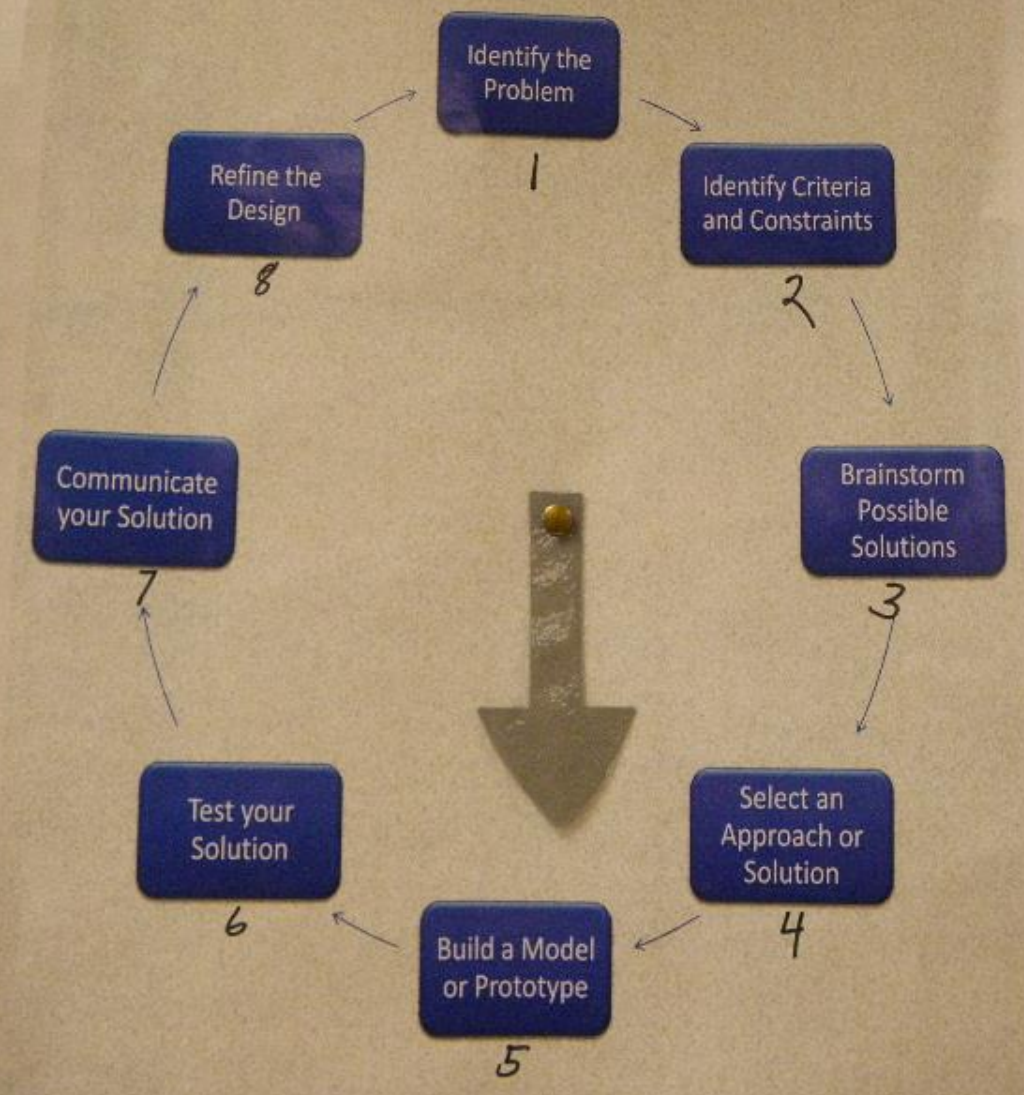 Identify the
Problem
1
Identify Criteria
and Constraints
2
Brainstorm
Possible
Solutions
3
Select an
Approach or
Solution
4
Build a Model
or Prototype
5
Test your
Solution
6
Communicate
your Solution
7
Refine the
Design
8